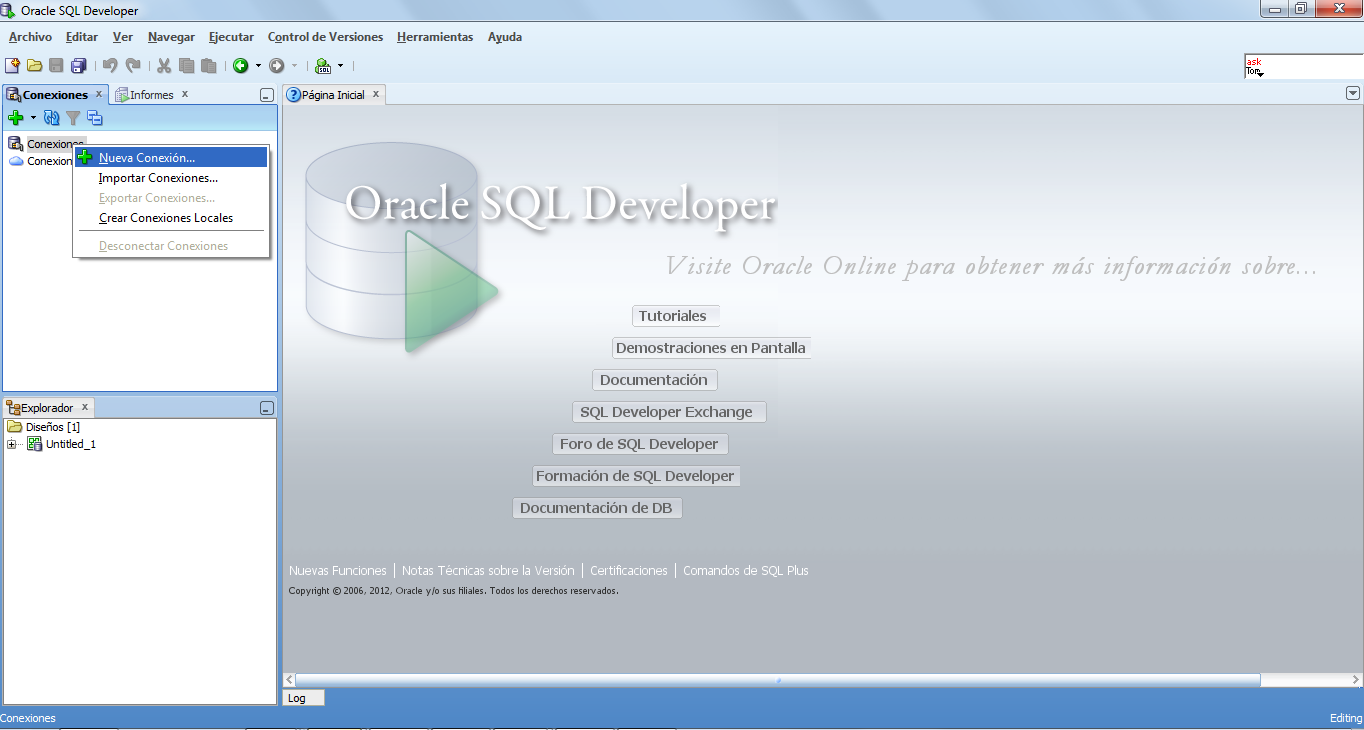 Oracle SQL Developer
Archivo Editar Ver Navegar Ejecutar Control de Versiones Herramientas Ayuda
SQL
ask
Tom
Conexiones x Informes x
Página Inicial x
Conexiones
Conexion
Nueva Conexión...
Importar Conexiones...
Exportar Conexiones...
Crear Conexiones Locales
Desconectar Conexiones
Oracle SQL Developer
Visite Oracle Online para obtener más información sobre...
Tutoriales
Demostraciones en Pantalla
Documentación
SQL Developer Exchange
Foro de SQL Developer
Formación de SQL Developer
Documentación de DB
Nuevas Funciones | Notas Técnicas sobre la Versión | Certificaciones | Comandos de SQL Plus
Copyright © 2006, 2012, Oracle y/o sus filiales. Todos los derechos reservados.
Explorador x
Diseños [1]
Untitled_1
Log
Conexiones
Editing